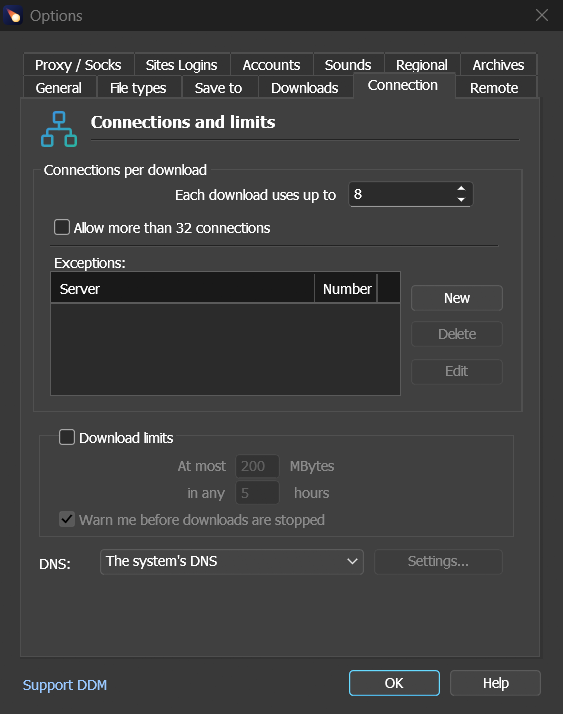 Options
Proxy / Socks Sites Logins Accounts Sounds Regional Archives
General File types Save to Downloads Connection Remote
Connections and limits
Connections per download
Each download uses up to 8
Allow more than 32 connections
Exceptions:
Server Number
New
Delete
Edit
Download limits
At most 200 MBytes
in any 5 hours
Warn me before downloads are stopped
DNS: The system's DNS Settings...
Support DDM OK Help